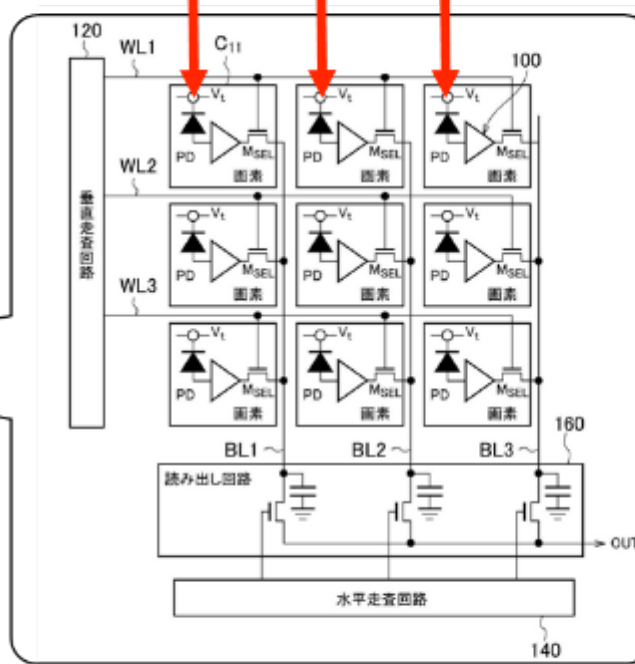 120
WL1
C11
100
Vt
Vt
Vt
PD
MSEL
画素
PD
MSEL
画素
PD
MSEL
画素
WL2
垂直走査回路
Vt
Vt
Vt
PD
MSEL
画素
PD
MSEL
画素
PD
MSEL
画素
WL3
Vt
Vt
Vt
PD
MSEL
画素
PD
MSEL
画素
PD
MSEL
画素
BL1
BL2
BL3
160
読み出し回路
OUT
水平走査回路
140